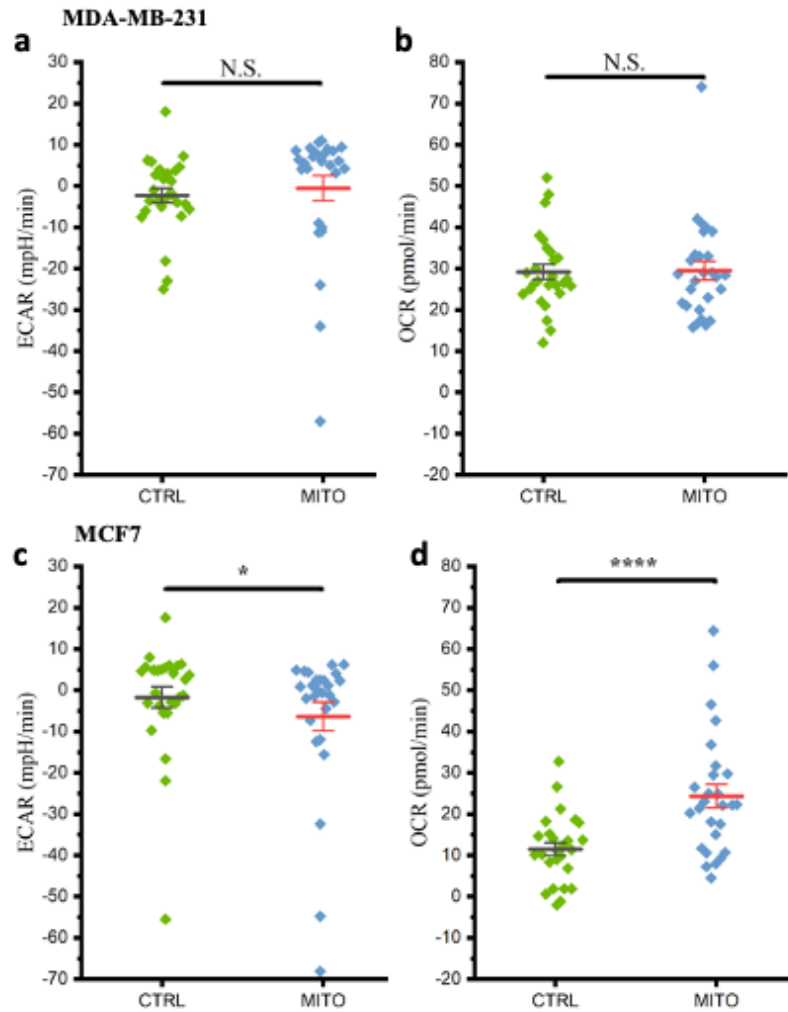 MDA-MB-231
a
b
N.S.
N.S.
30
20
10
0
-10
-20
-30
-40
-50
-60
-70
ECAR (mpH/min)
CTRL
MITO
80
70
60
50
40
30
20
10
0
-10
-20
OCR (pmol/min)
CTRL
MITO
MCF7
c
d
*
****
30
20
10
0
-10
-20
-30
-40
-50
-60
-70
ECAR (mpH/min)
CTRL
MITO
80
70
60
50
40
30
20
10
0
-10
-20
OCR (pmol/min)
CTRL
MITO